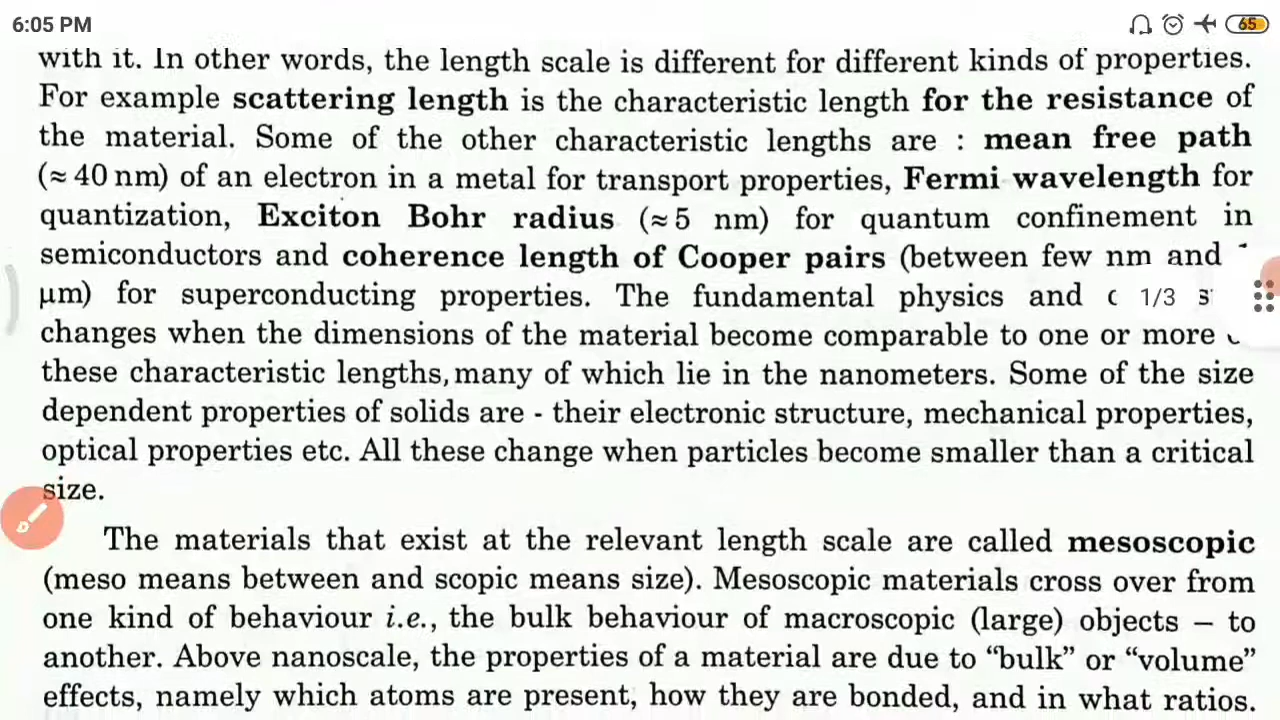 6:05 PM
65
with it. In other words, the length scale is different for different kinds of properties.
For example scattering length is the characteristic length for the resistance of
the material. Some of the other characteristic lengths are : mean free path
(≈ 40 nm) of an electron in a metal for transport properties, Fermi wavelength for
quantization, Exciton Bohr radius (≈ 5 nm) for quantum confinement in
semiconductors and coherence length of Cooper pairs (between few nm and
μm) for superconducting properties. The fundamental physics and
1/3
changes when the dimensions of the material become comparable to one or more
these characteristic lengths, many of which lie in the nanometers. Some of the size
dependent properties of solids are - their electronic structure, mechanical properties,
optical properties etc. All these change when particles become smaller than a critical
size.
The materials that exist at the relevant length scale are called mesoscopic
(meso means between and scopic means size). Mesoscopic materials cross over from
one kind of behaviour i.e., the bulk behaviour of macroscopic (large) objects – to
another. Above nanoscale, the properties of a material are due to “bulk” or “volume”
effects, namely which atoms are present, how they are bonded, and in what ratios.